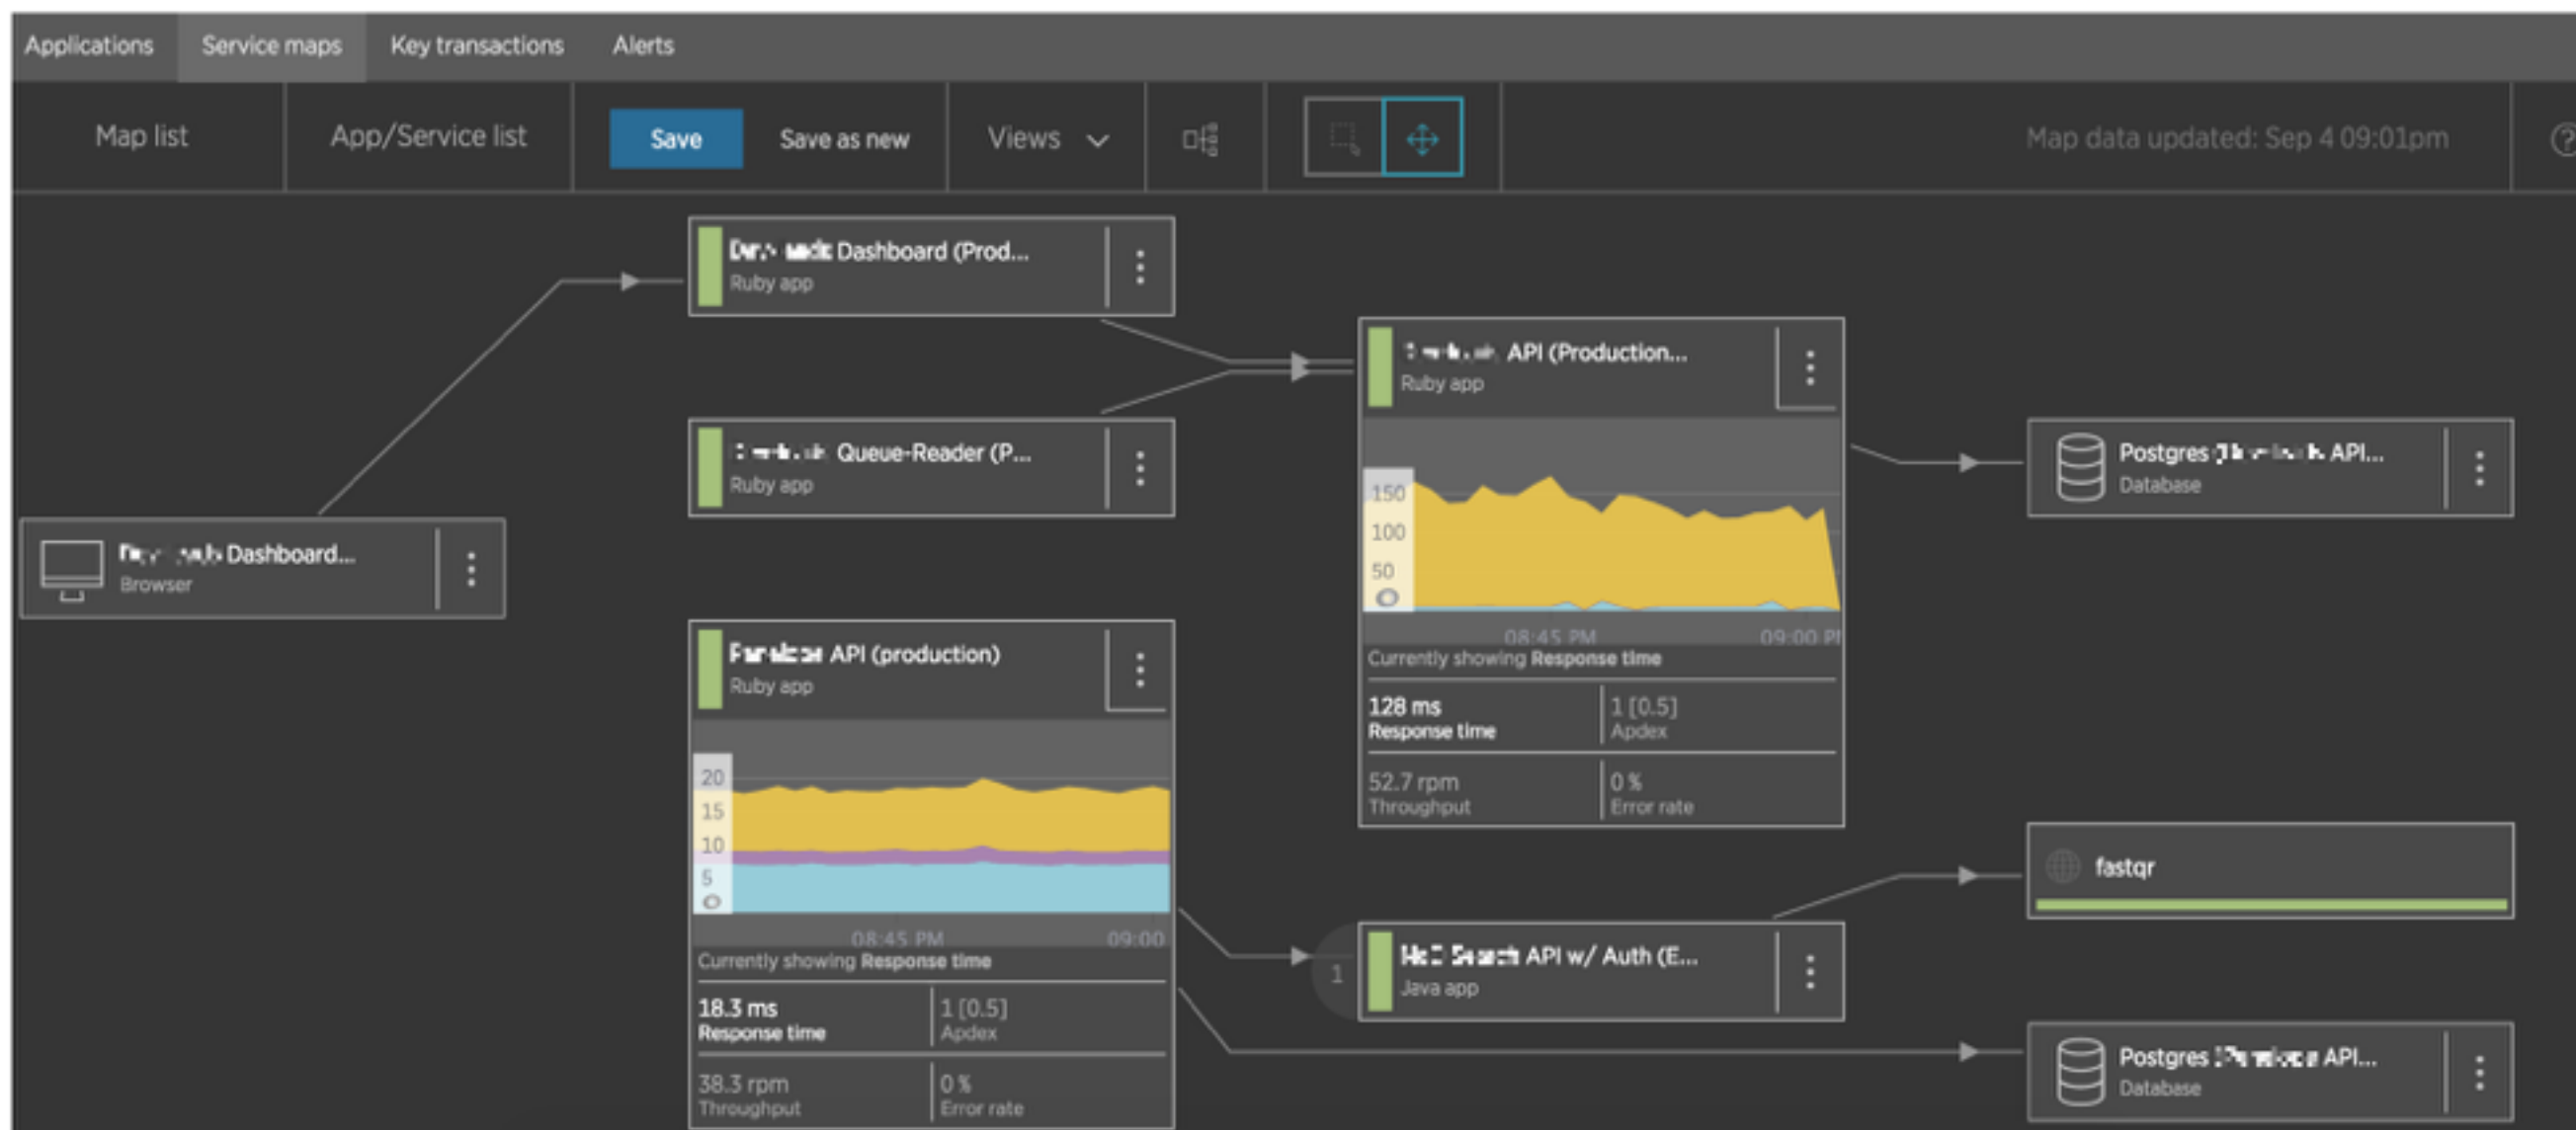 Applications Service maps Key transactions Alerts
Map list App/Service list Save Save as new Views Map data updated: Sep 4 09:01pm ?
Dashboard (Prod...
Ruby app
API (Production...
Ruby app
Queue-Reader (P...
Ruby app
Postgres API...
Database
Dashboard...
Browser
150
100
50
0
08:45 PM 09:00 PM
Currently showing Response time
128 ms 1 [0.5]
Response time Apdex
52.7 rpm 0 %
Throughput Error rate
API (production)
Ruby app
20
15
10
5
0
08:45 PM 09:00
Currently showing Response time
18.3 ms 1 [0.5]
Response time Apdex
38.3 rpm 0 %
Throughput Error rate
fastqr
1
Search API w/ Auth (E...
Java app
Postgres API...
Database